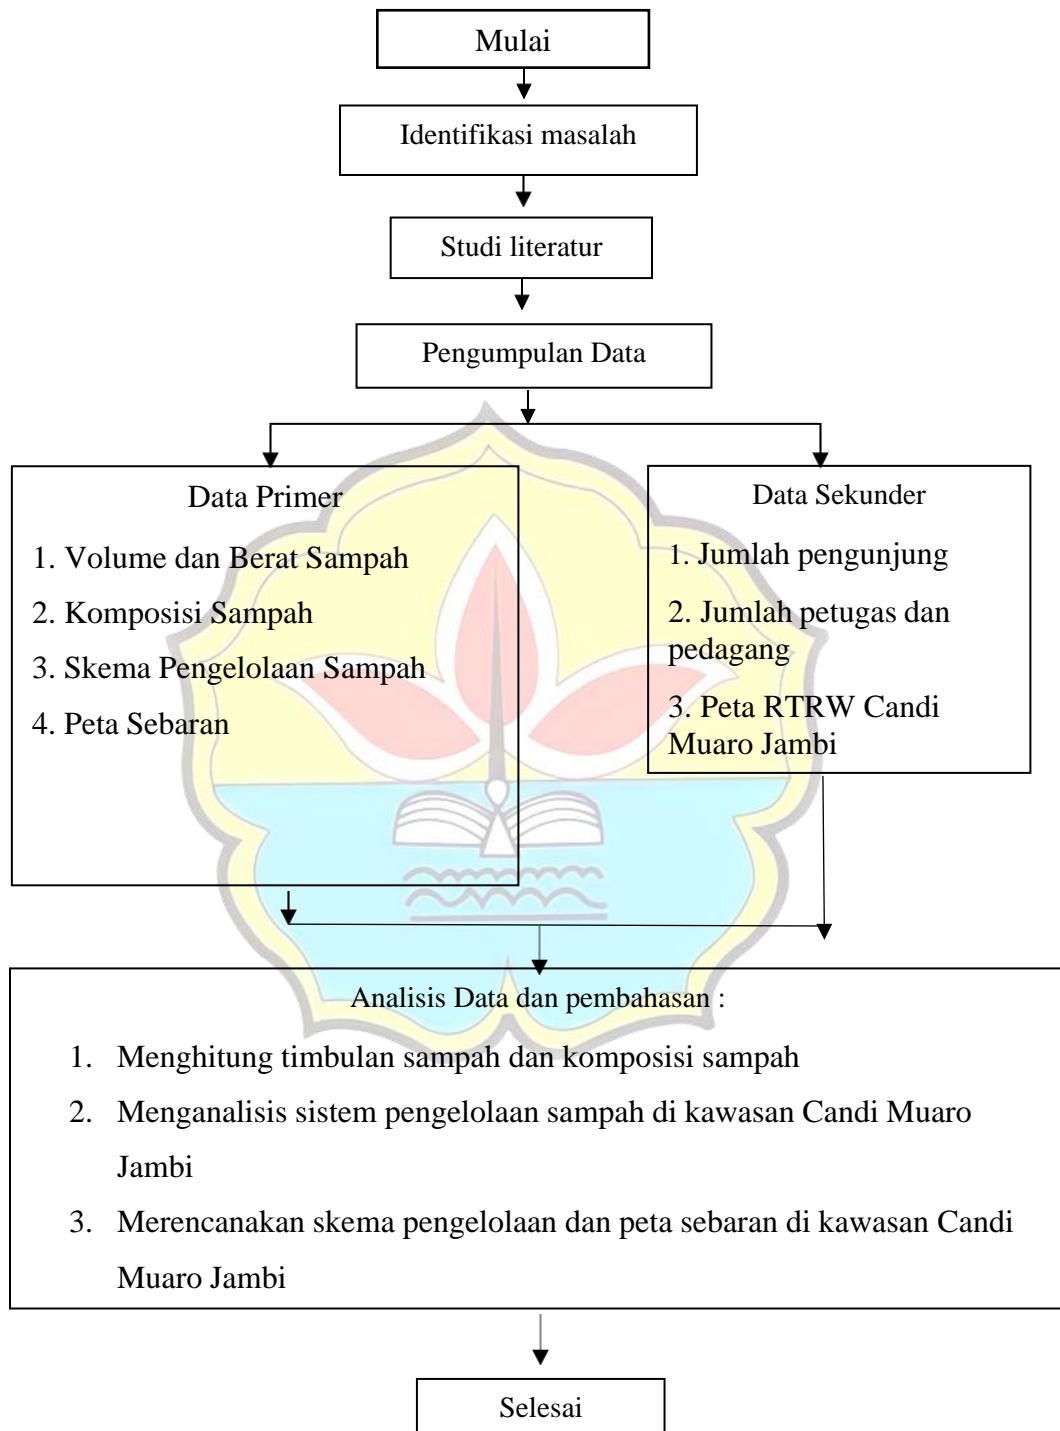 Mulai
Identifikasi masalah
Studi literatur
Pengumpulan Data
Data Primer
1. Volume dan Berat Sampah
2. Komposisi Sampah
3. Skema Pengelolaan Sampah
4. Peta Sebaran
Data Sekunder
1. Jumlah pengunjung
2. Jumlah petugas dan
pedagang
3. Peta RTRW Candi
Muaro Jambi
Analisis Data dan pembahasan :
1. Menghitung timbulan sampah dan komposisi sampah
2. Menganalisis sistem pengelolaan sampah di kawasan Candi Muaro
Jambi
3. Merencanakan skema pengelolaan dan peta sebaran di kawasan Candi
Muaro Jambi
Selesai